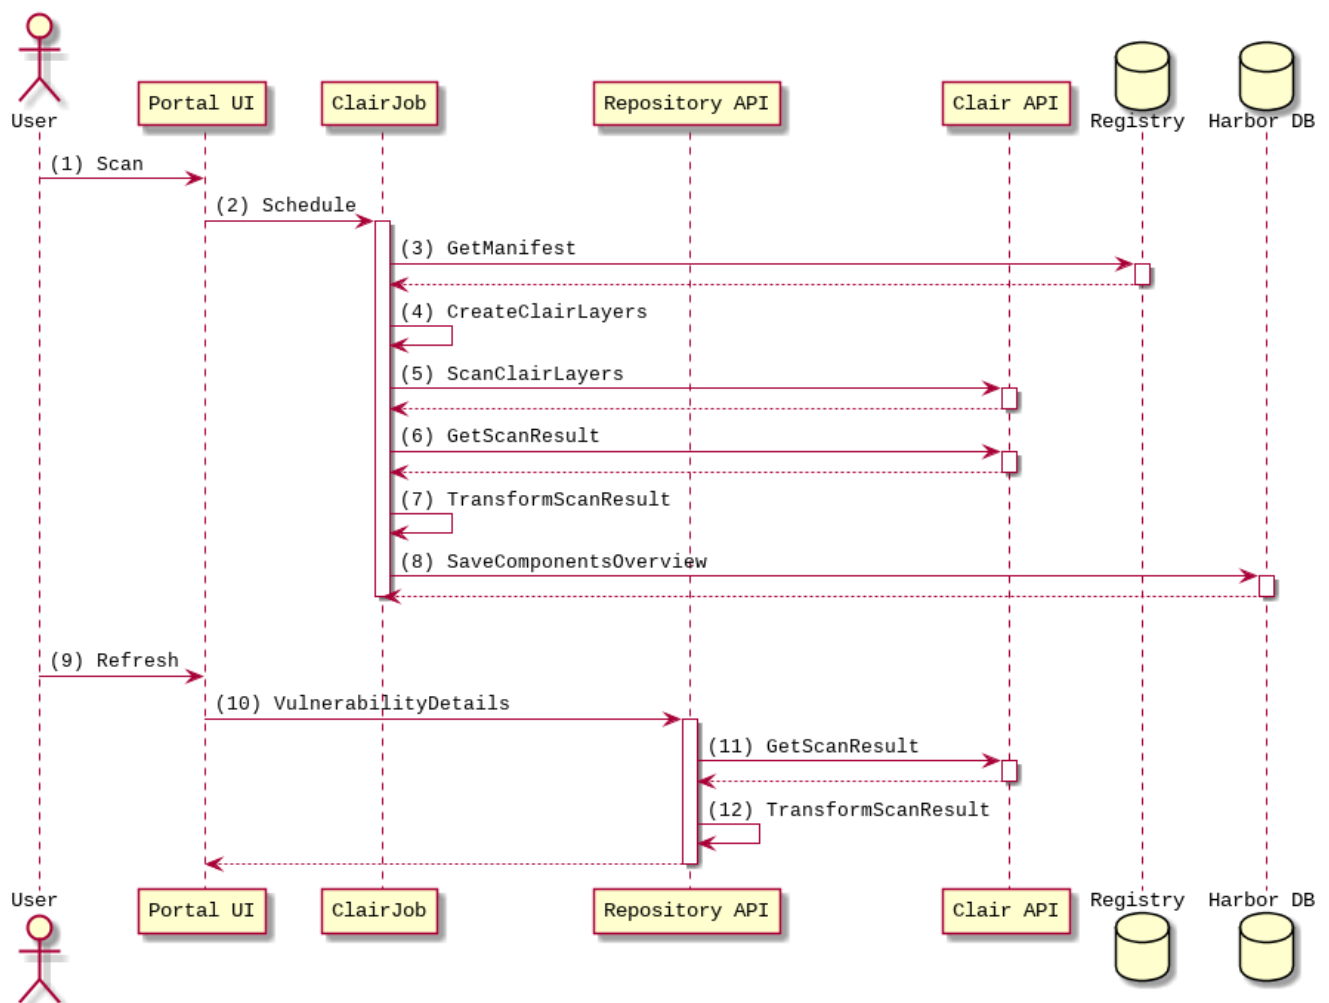 User
Portal UI
ClairJob
Repository API
Clair API
Registry
Harbor DB
(1) Scan
(2) Schedule
(3) GetManifest
(4) CreateClairLayers
(5) ScanClairLayers
(6) GetScanResult
(7) TransformScanResult
(8) SaveComponentsOverview
(9) Refresh
(10) VulnerabilityDetails
(11) GetScanResult
(12) TransformScanResult
User
Portal UI
ClairJob
Repository API
Clair API
Registry
Harbor DB